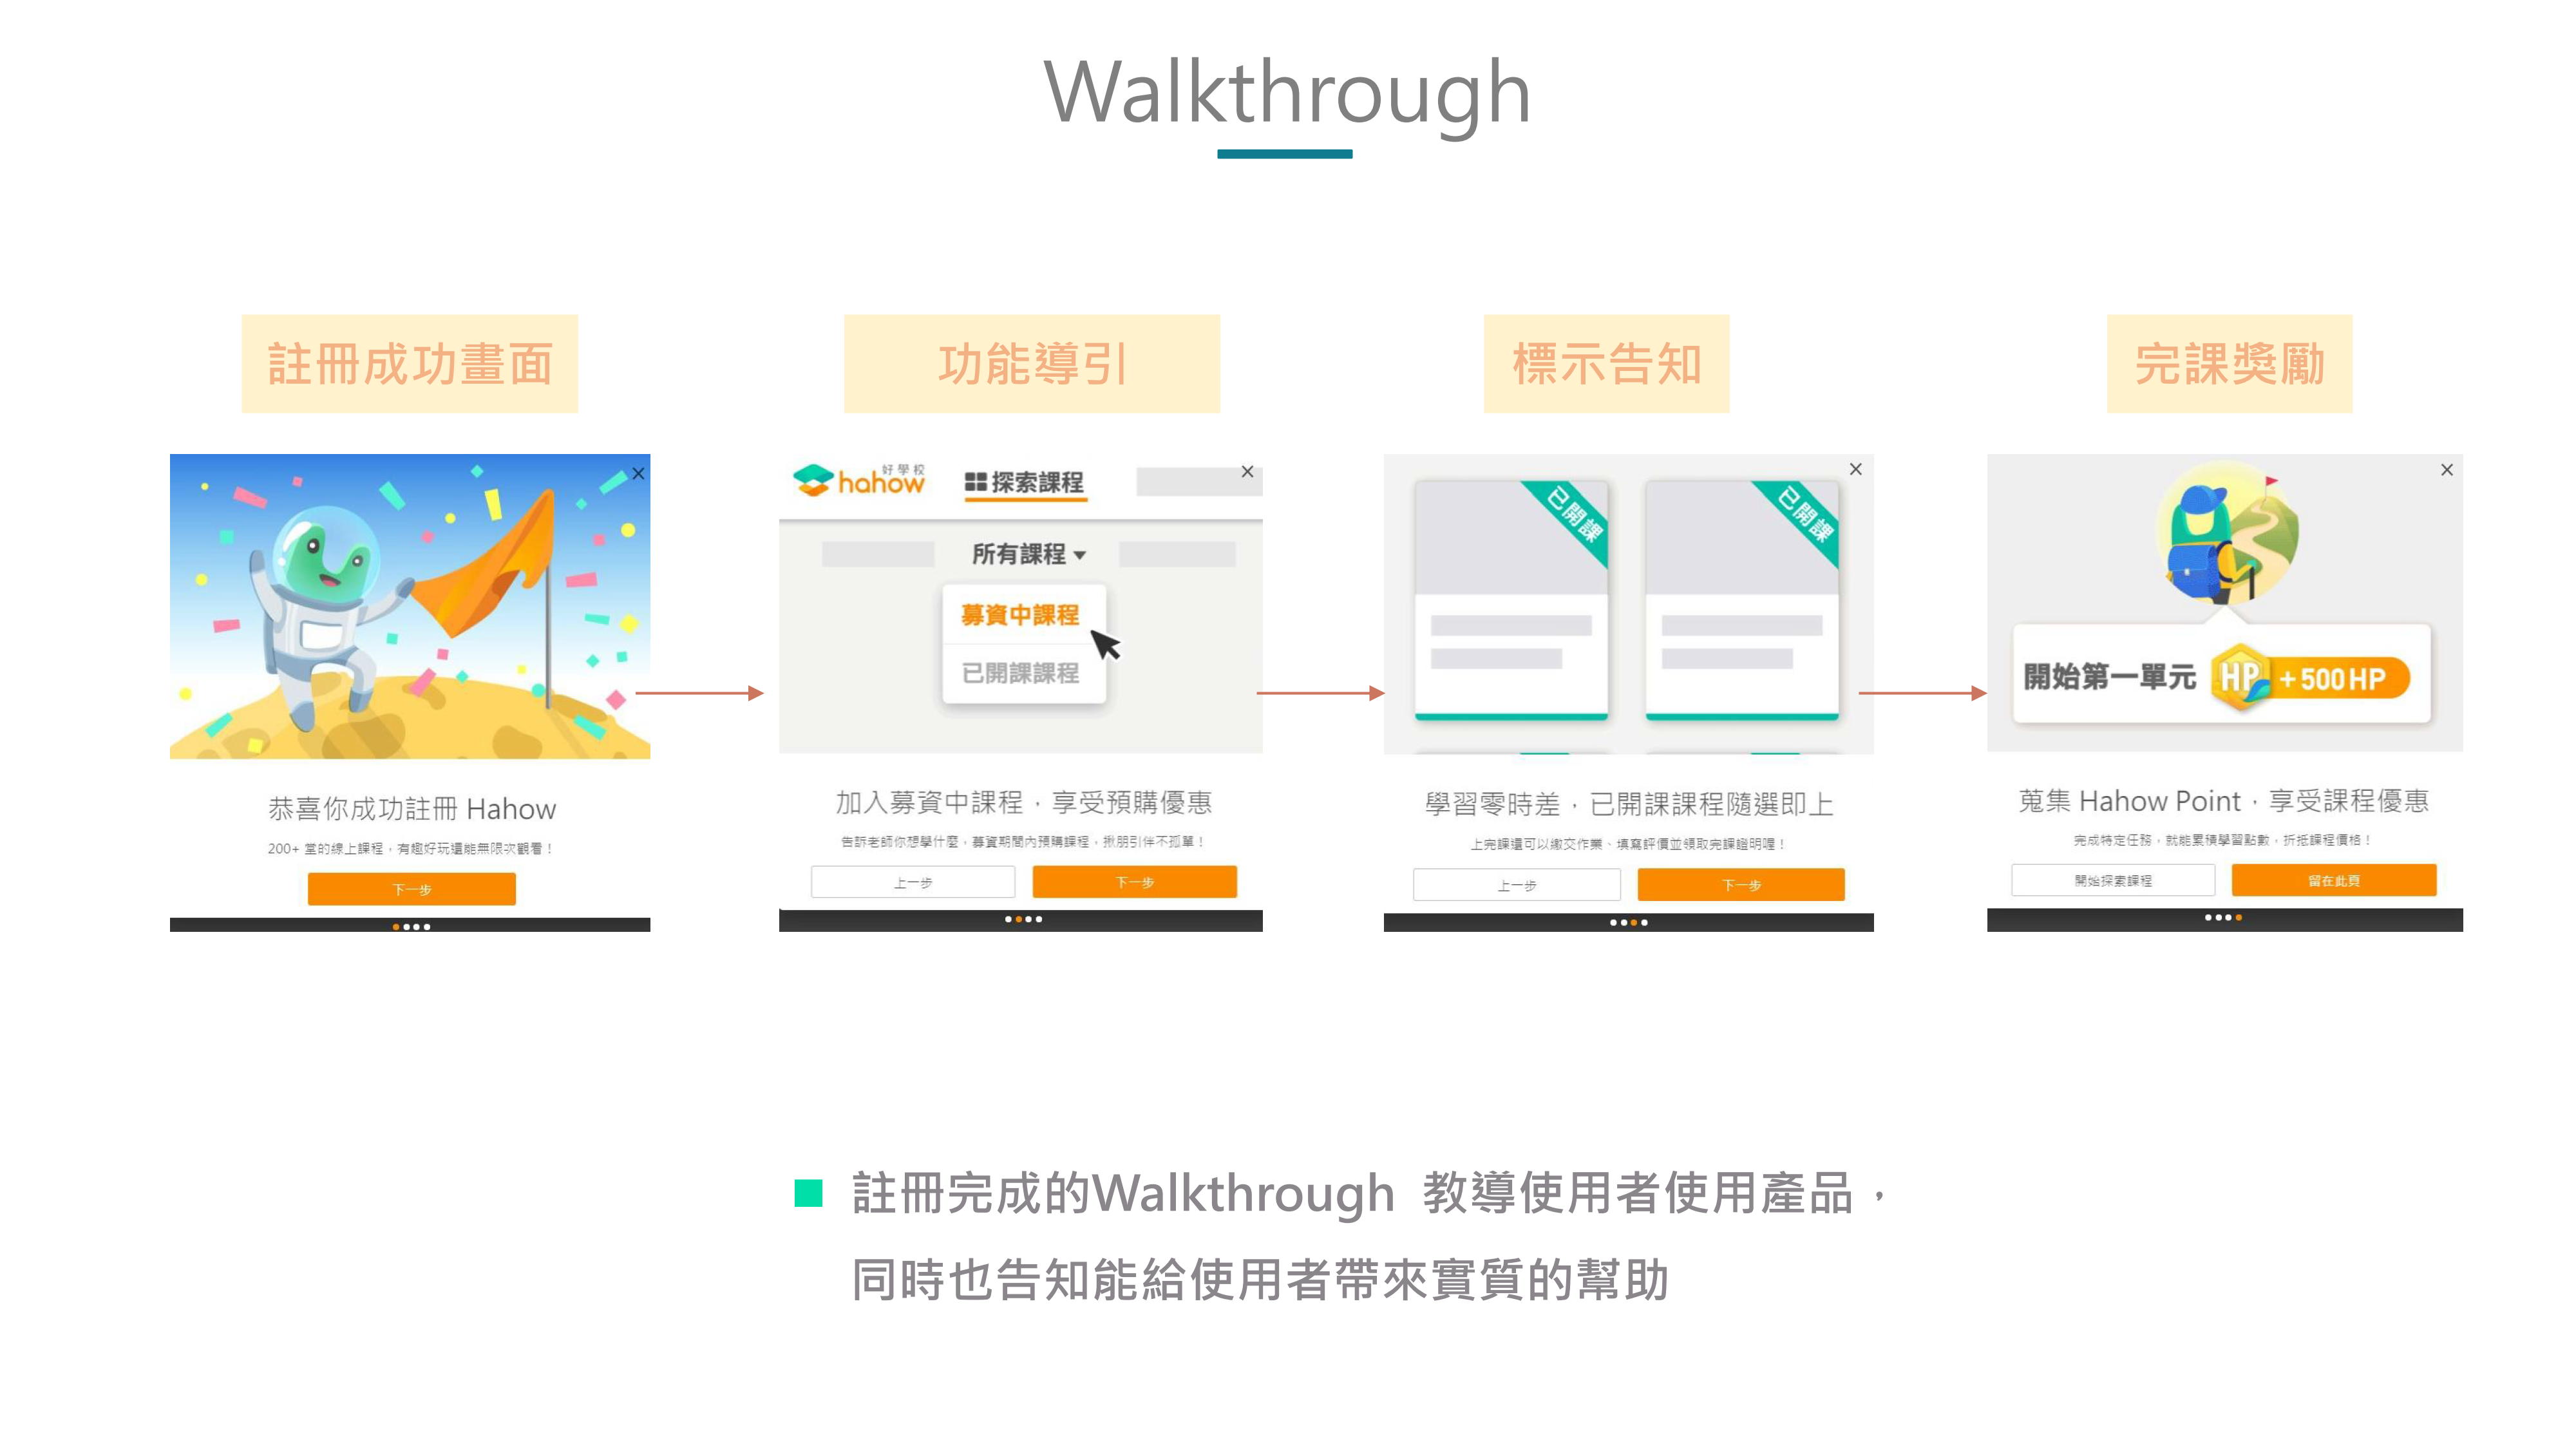 Walkthrough
註冊成功畫面
功能導引
標示告知
完課獎勵
恭喜你成功註冊 Hahow
200+ 堂的線上課程，有趣好玩還能無限次觀看！
下一步
好學校
hahow
探索課程
所有課程
募資中課程
已開課課程
加入募資中課程，享受預購優惠
告訴老師你想學什麼，募資期間內預購課程，揪朋引伴不孤單！
上一步
下一步
已開課
已開課
學習零時差，已開課課程隨選即上
上完課還可以繳交作業、填寫評價並領取完課證明喔！
上一步
下一步
開始第一單元 HP +500HP
蒐集 Hahow Point，享受課程優惠
完成特定任務，就能累積學習點數，折抵課程價格！
開始探索課程
留在此頁
註冊完成的Walkthrough 教導使用者使用產品，
同時也告知能給使用者帶來實質的幫助